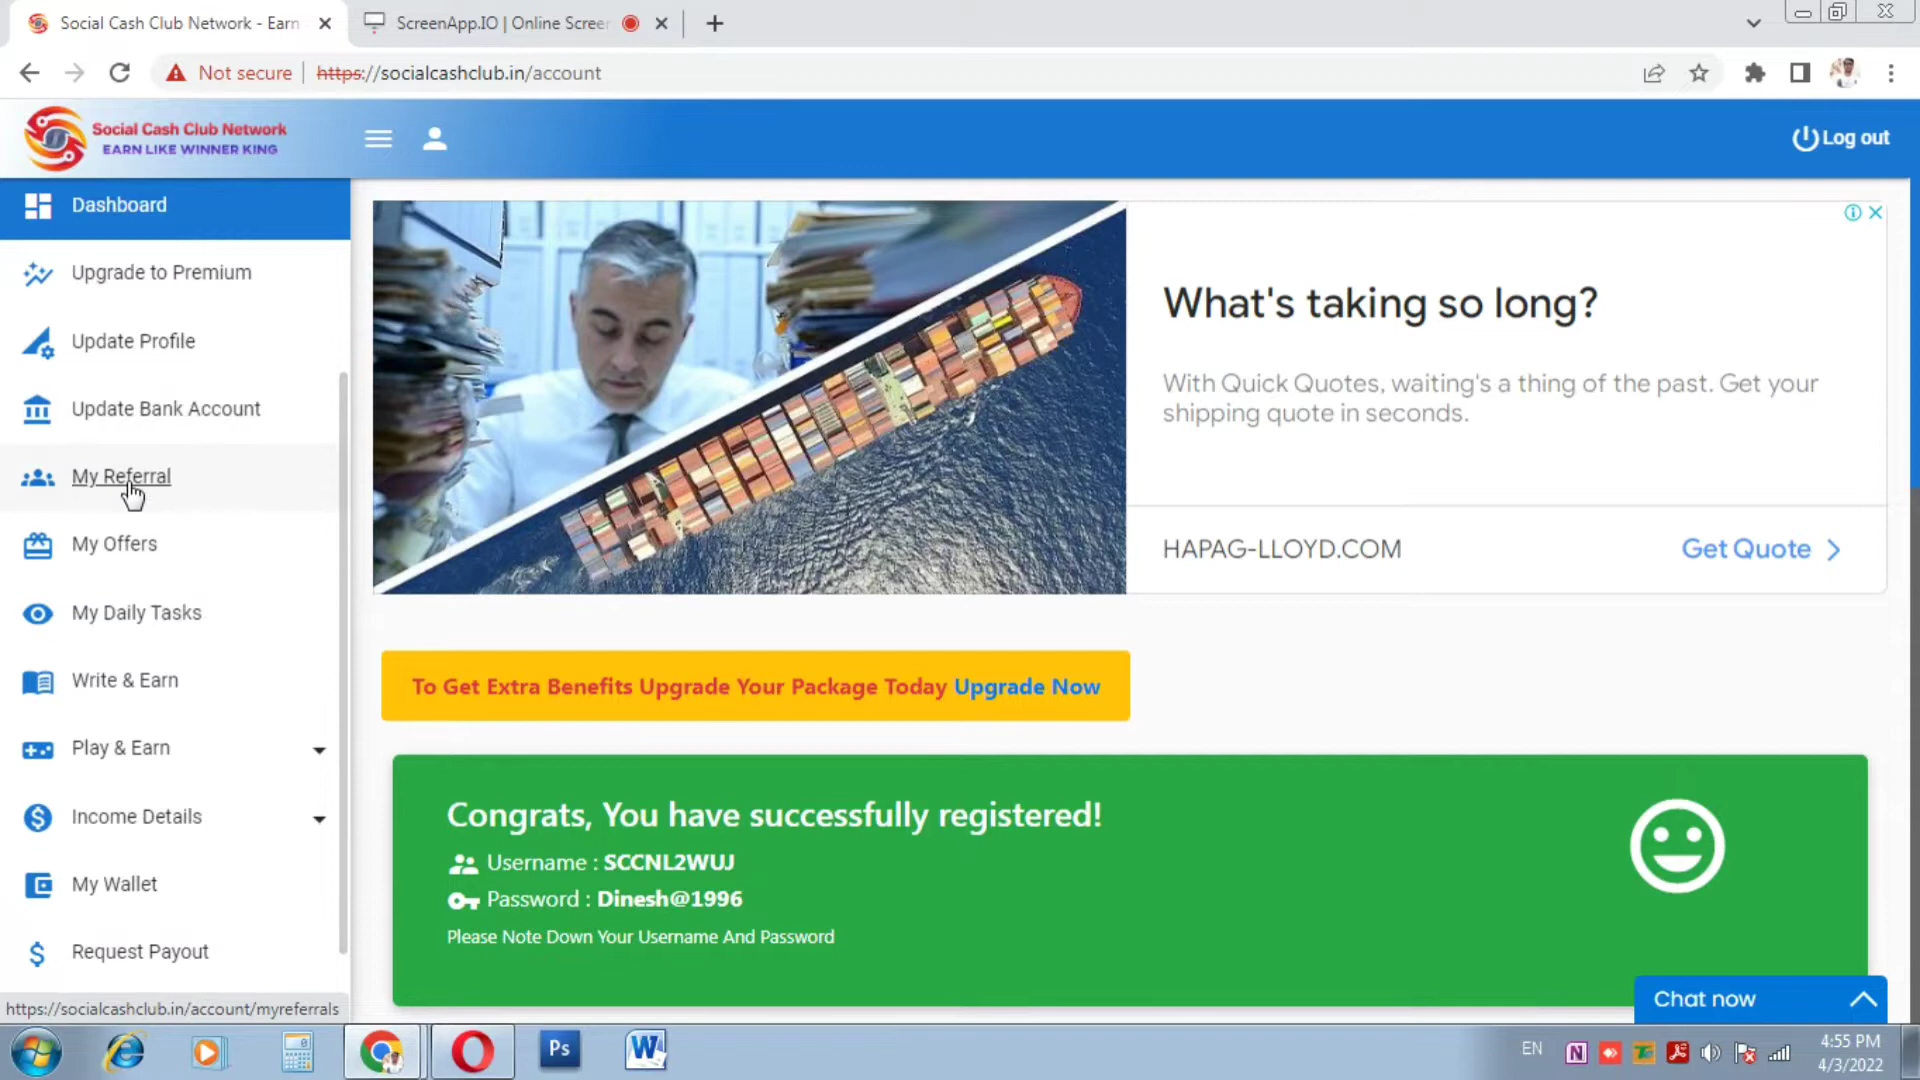 Social Cash Club Network - Earn
ScreenApp.IO | Online Screen
Not secure
https://socialcashclub.in/account
Social Cash Club Network
EARN LIKE WINNER KING
Log out
Dashboard
Upgrade to Premium
Update Profile
Update Bank Account
My Referral
My Offers
My Daily Tasks
Write & Earn
Play & Earn
Income Details
My Wallet
Request Payout
What's taking so long?
With Quick Quotes, waiting's a thing of the past. Get your
shipping quote in seconds.
HAPAG-LLOYD.COM
Get Quote
To Get Extra Benefits Upgrade Your Package Today Upgrade Now
Congrats, You have successfully registered!
Username : SCCNL2WUJ
Password : Dinesh@1996
Please Note Down Your Username And Password
Chat now
https://socialcashclub.in/account/myreferrals
Ps
W
EN
N
4:55 PM
4/3/2022